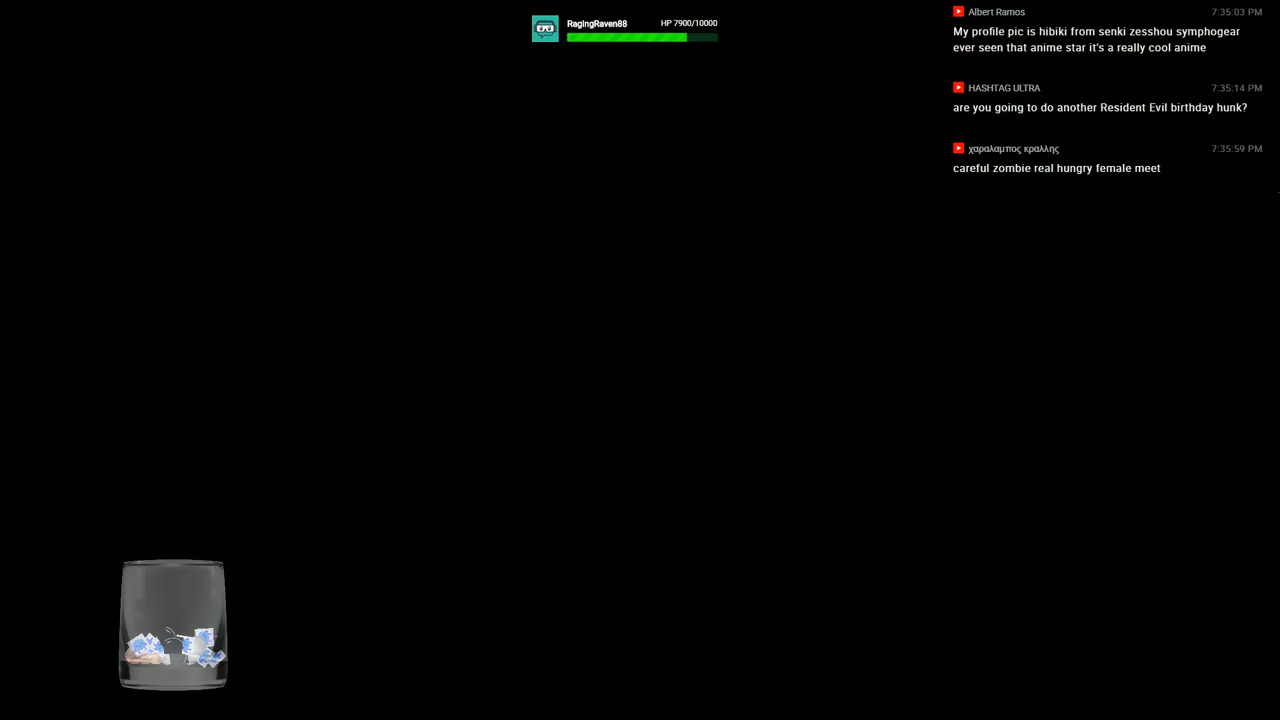 RagingRaven88 HP 7900/10000
Albert Ramos 7:35:03 PM
My profile pic is hibiki from senki zesshou symphogear
ever seen that anime star it's a really cool anime
HASHTAG ULTRA 7:35:14 PM
are you going to do another Resident Evil birthday hunk?
χαραλαμπος κραλλης 7:35:59 PM
careful zombie real hungry female meet